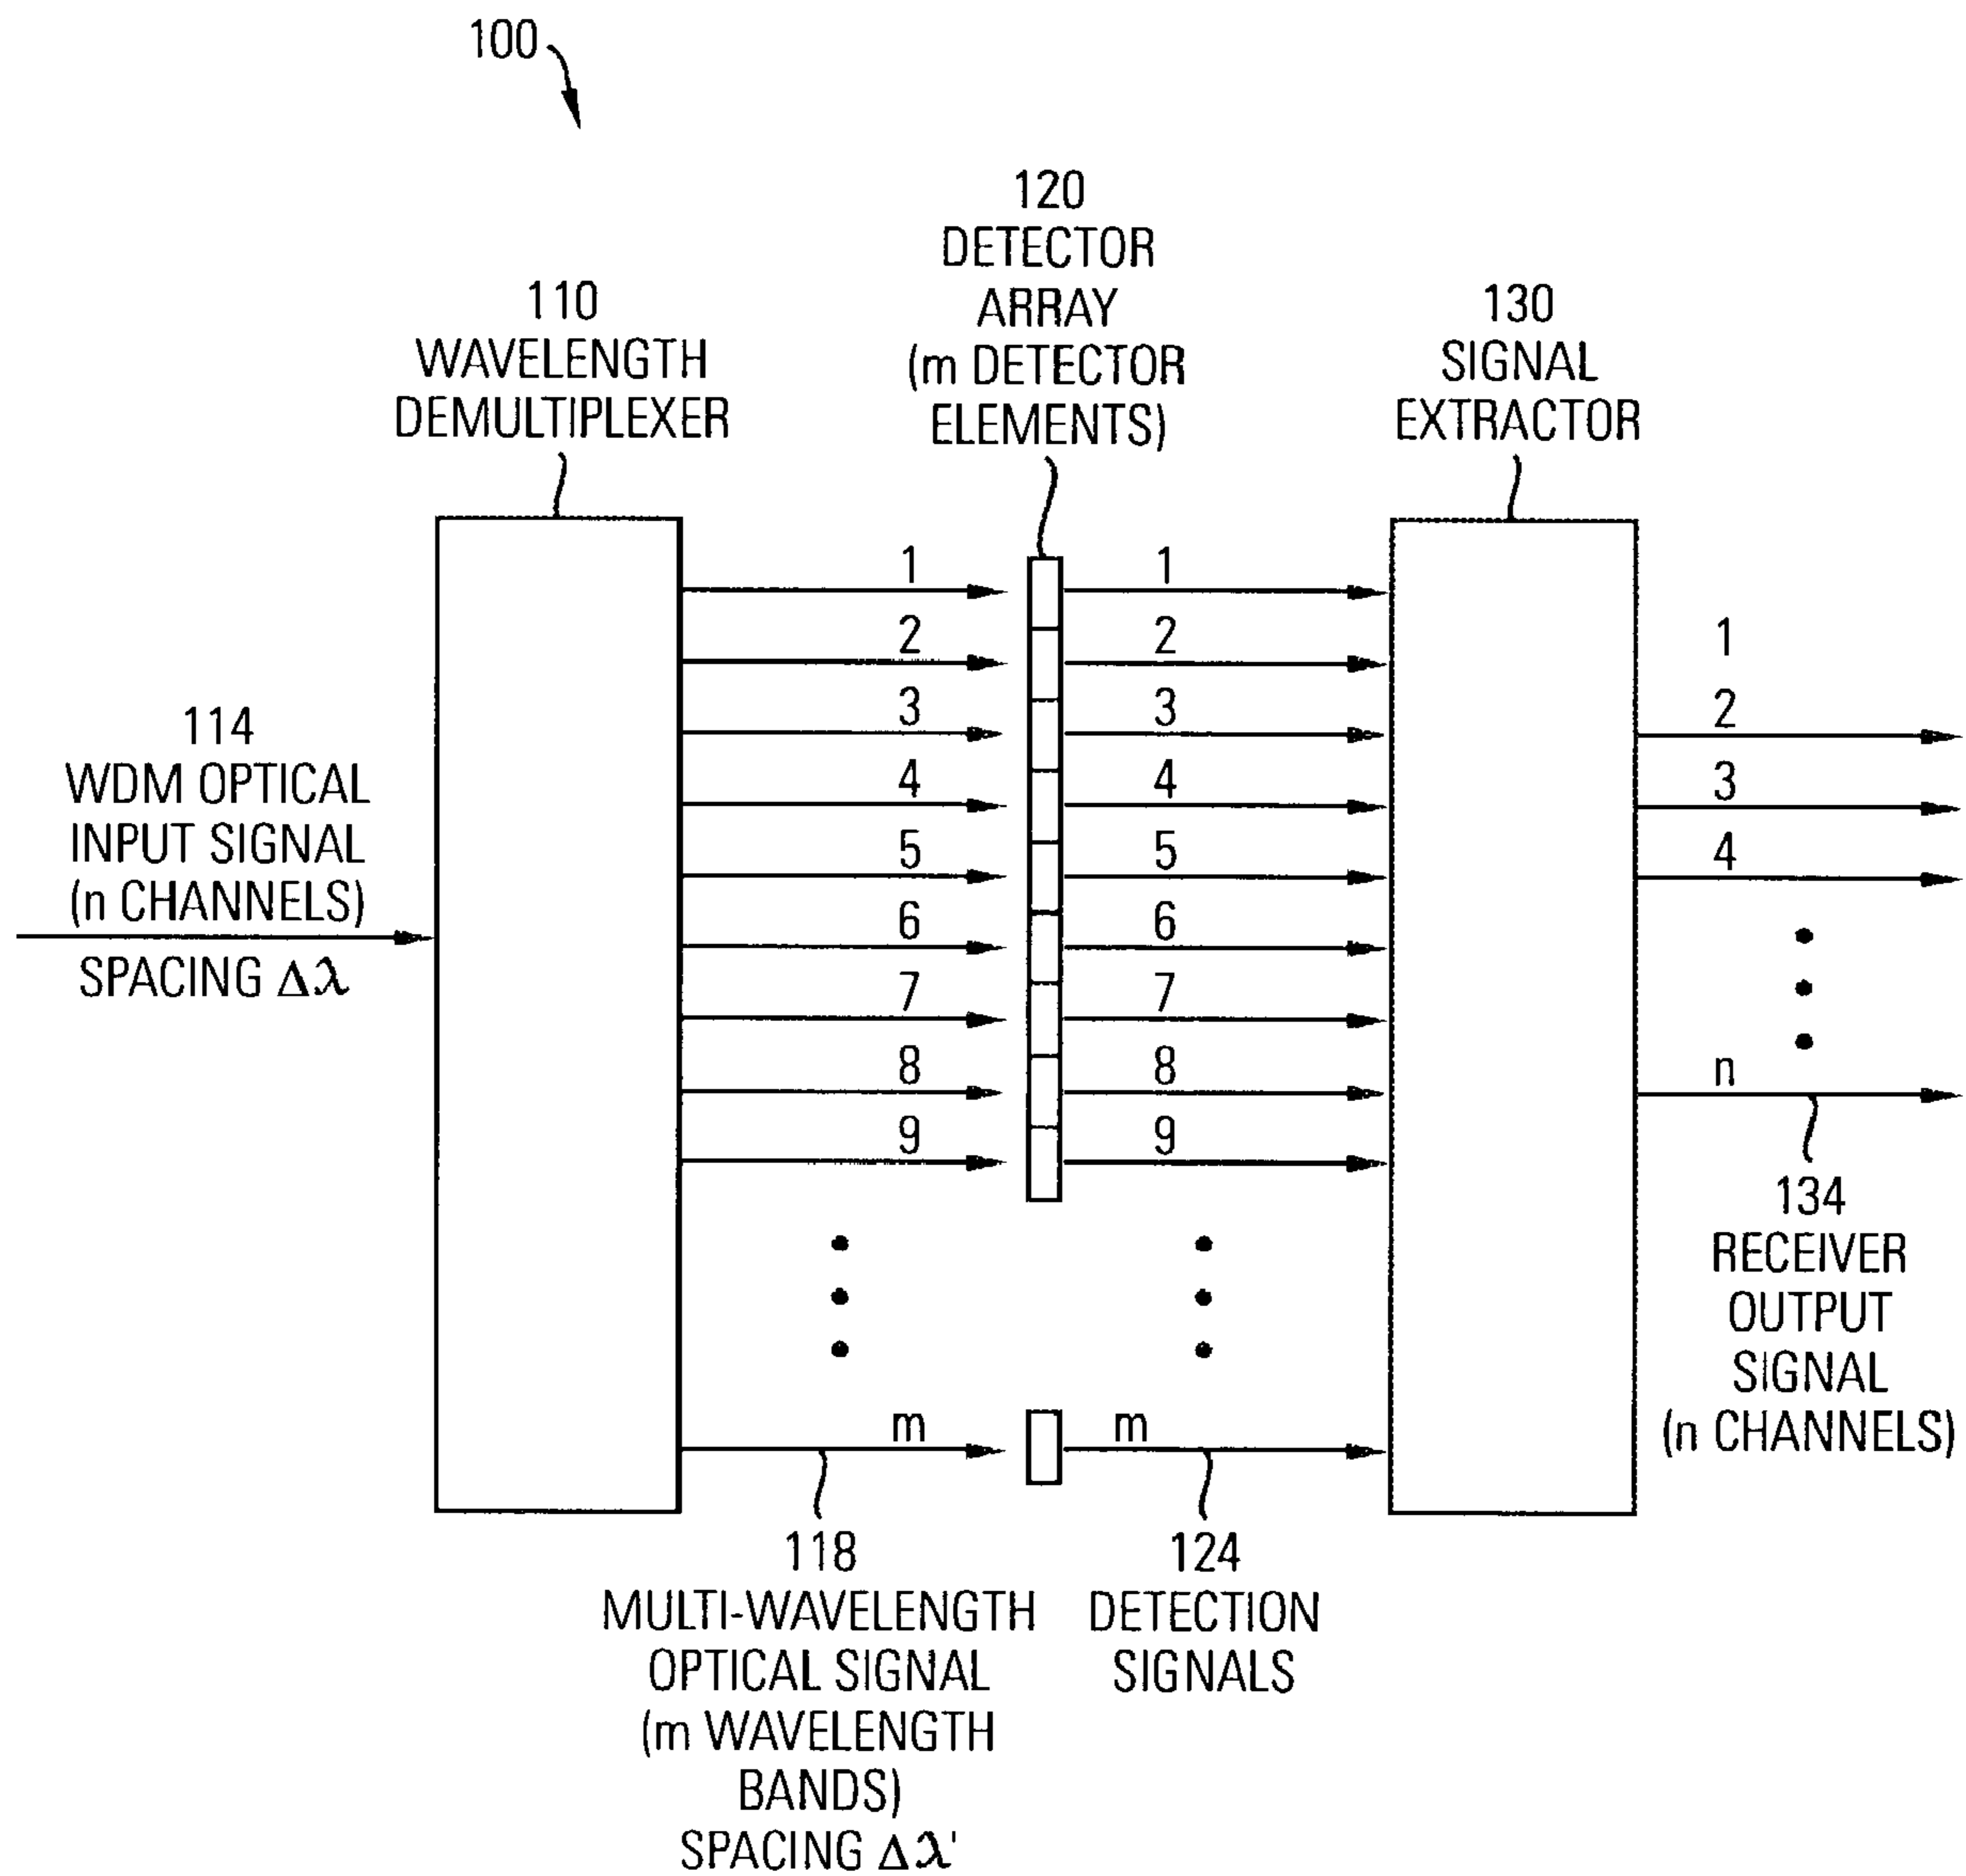 100
120
DETECTOR
ARRAY
(m DETECTOR
ELEMENTS)
110
WAVELENGTH
DEMULTIPLEXER
130
SIGNAL
EXTRACTOR
114
WDM OPTICAL
INPUT SIGNAL
(n CHANNELS)
SPACING Δλ
1
2
3
4
5
6
7
8
9
m
1
2
3
4
5
6
7
8
9
m
1
2
3
4
n
134
RECEIVER
OUTPUT
SIGNAL
(n CHANNELS)
118
MULTI-WAVELENGTH
OPTICAL SIGNAL
(m WAVELENGTH
BANDS)
SPACING Δλ'
124
DETECTION
SIGNALS